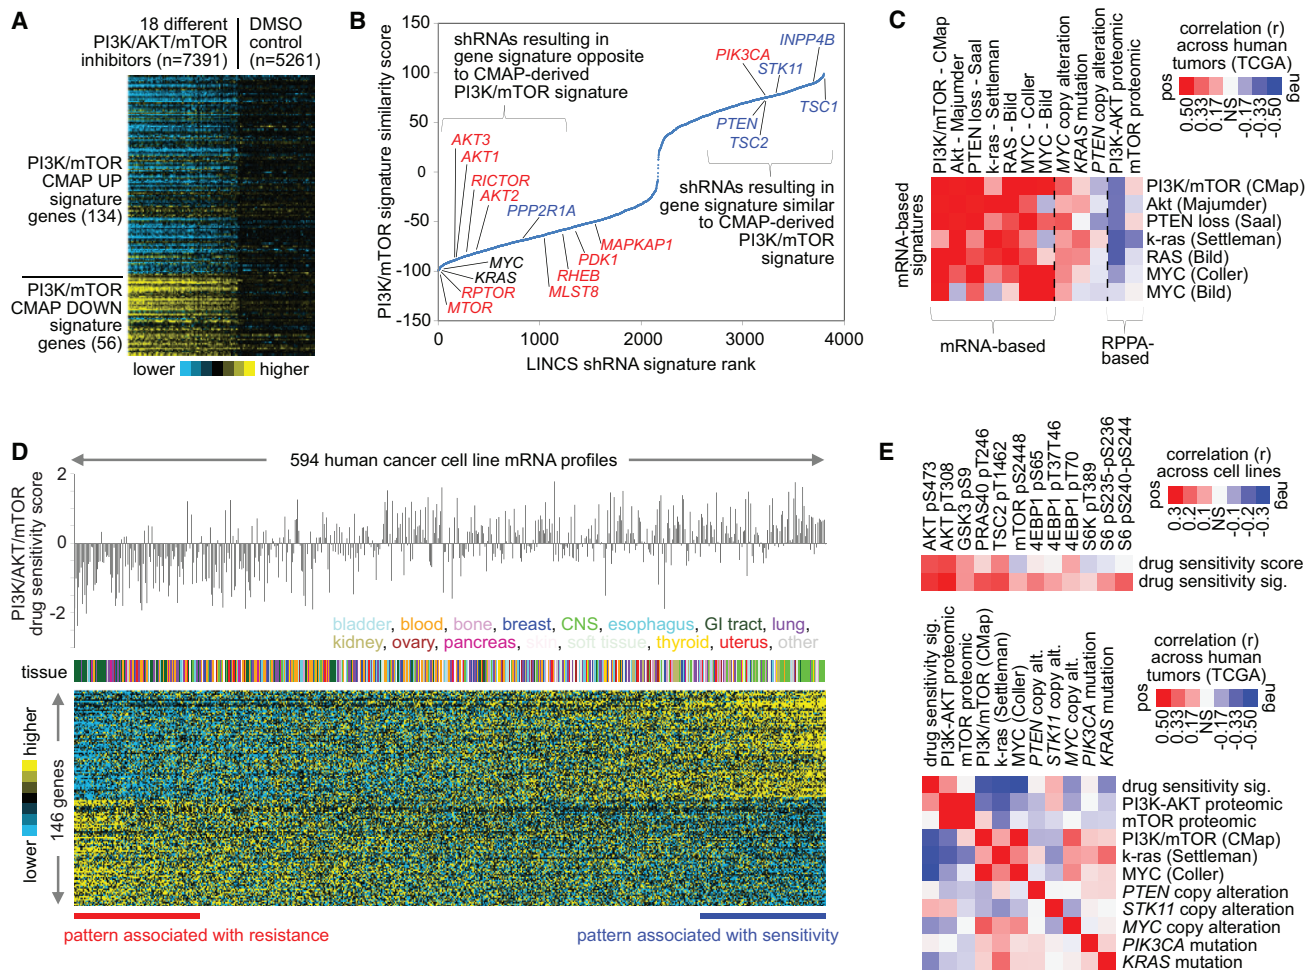 A
18 different
PI3K/AKT/mTOR
inhibitors (n=7391)
DMSO
control
(n=5261)
PI3K/mTOR
CMAP UP
signature
genes (134)
PI3K/mTOR
CMAP DOWN
signature
genes (56)
lower
higher
B
PI3K/mTOR signature similarity score
150
100
50
0
-50
-100
-150
0
1000
2000
3000
4000
LINCS shRNA signature rank
shRNAs resulting in
gene signature opposite
to CMAP-derived
PI3K/mTOR signature
AKT3
AKT1
RICTOR
AKT2
PPP2R1A
MYC
KRAS
RPTOR
MTOR
MAPKAP1
PDK1
RHEB
MLST8
INPP4B
PIK3CA
STK11
PTEN
TSC2
TSC1
shRNAs resulting in
gene signature similar
to CMAP-derived
PI3K/mTOR
signature
C
PI3K/mTOR - CMap
Akt - Majumder
PTEN loss - Saal
k-ras - Settleman
RAS - Bild
MYC - Coller
MYC - Bild
MYC copy alteration
KRAS mutation
PTEN copy alteration
PI3K-AKT proteomic
mTOR proteomic
correlation (r)
across human
tumors (TCGA)
pos
neg
0.50
0.33
0.17
NS
-0.17
-0.33
-0.50
mRNA-based
signatures
PI3K/mTOR (CMap)
Akt (Majumder)
PTEN loss (Saal)
k-ras (Settleman)
RAS (Bild)
MYC (Coller)
MYC (Bild)
mRNA-based
RPPA-
based
D
594 human cancer cell line mRNA profiles
PI3K/AKT/mTOR
drug sensitivity score
2
0
-2
bladder, blood, bone, breast, CNS, esophagus, GI tract, lung,
kidney, ovary, pancreas, skin, soft tissue, thyroid, uterus, other
tissue
lower
higher
146 genes
pattern associated with resistance
pattern associated with sensitivity
E
AKT pS473
AKT pT308
GSK3 pS9
PRAS40 pT246
TSC2 pT1462
mTOR pS2448
4EBP1 pS65
4EBP1 pT37T46
4EBP1 pT70
S6K pT389
S6 pS235-pS236
S6 pS240-pS244
correlation (r)
across cell lines
pos
neg
0.3
0.2
0.1
NS
-0.1
-0.2
-0.3
drug sensitivity score
drug sensitivity sig.
drug sensitivity sig.
PI3K-AKT proteomic
mTOR proteomic
PI3K/mTOR (CMap)
k-ras (Settleman)
MYC (Coller)
PTEN copy alt.
STK11 copy alt.
MYC copy alt.
PIK3CA mutation
KRAS mutation
correlation (r)
across human
tumors (TCGA)
pos
neg
0.50
0.33
0.17
NS
-0.17
-0.33
-0.50
drug sensitivity sig.
PI3K-AKT proteomic
mTOR proteomic
PI3K/mTOR (CMap)
k-ras (Settleman)
MYC (Coller)
PTEN copy alteration
STK11 copy alteration
MYC copy alteration
PIK3CA mutation
KRAS mutation